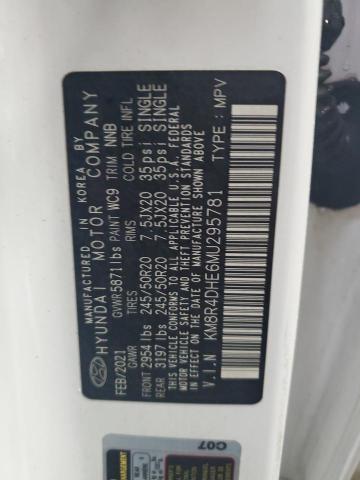 MANUFACTURED IN KOREA BY
HYUNDAI MOTOR COMPANY
FEB/2021 GVWR 5871 lbs PAINT WC9 TRIM NNB
GAWR TIRES RIMS COLD TIRE INFL
FRONT 2954 lbs 245/50R20 7.5JX20 35psi SINGLE
REAR 3197 lbs 245/50R20 7.5JX20 35psi SINGLE
THIS VEHICLE CONFORMS TO ALL APPLICABLE U.S.A. FEDERAL
MOTOR VEHICLE SAFETY AND THEFT PREVENTION STANDARDS
IN EFFECT ON THE DATE OF MANUFACTURE SHOWN ABOVE.
V.I.N KM8R4DHE6MU295781 TYPE: MPV
C07